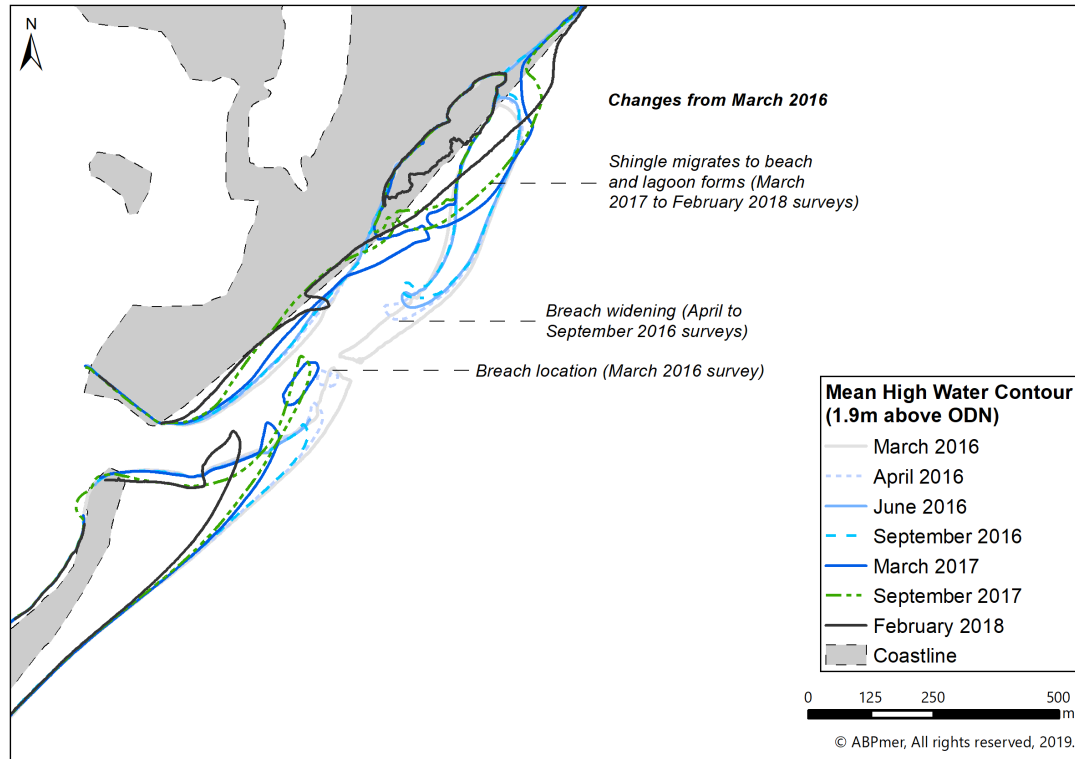 N
Changes from March 2016
Shingle migrates to beach
and lagoon forms (March
2017 to February 2018 surveys)
Breach widening (April to
September 2016 surveys)
Breach location (March 2016 survey)
Mean High Water Contour
(1.9m above ODN)
March 2016
April 2016
June 2016
September 2016
March 2017
September 2017
February 2018
Coastline
0 125 250 500
m
© ABPmer, All rights reserved, 2019.